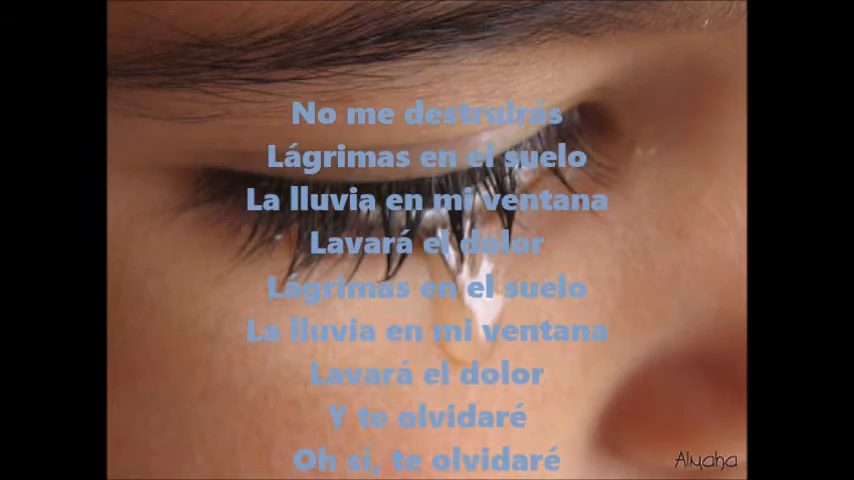 No me destruirás
Lágrimas en el suelo
La lluvia en mi ventana
Lavará el dolor
Lágrimas en el suelo
La lluvia en mi ventana
Lavará el dolor
Y te olvidaré
Oh sí, te olvidaré
Almaha